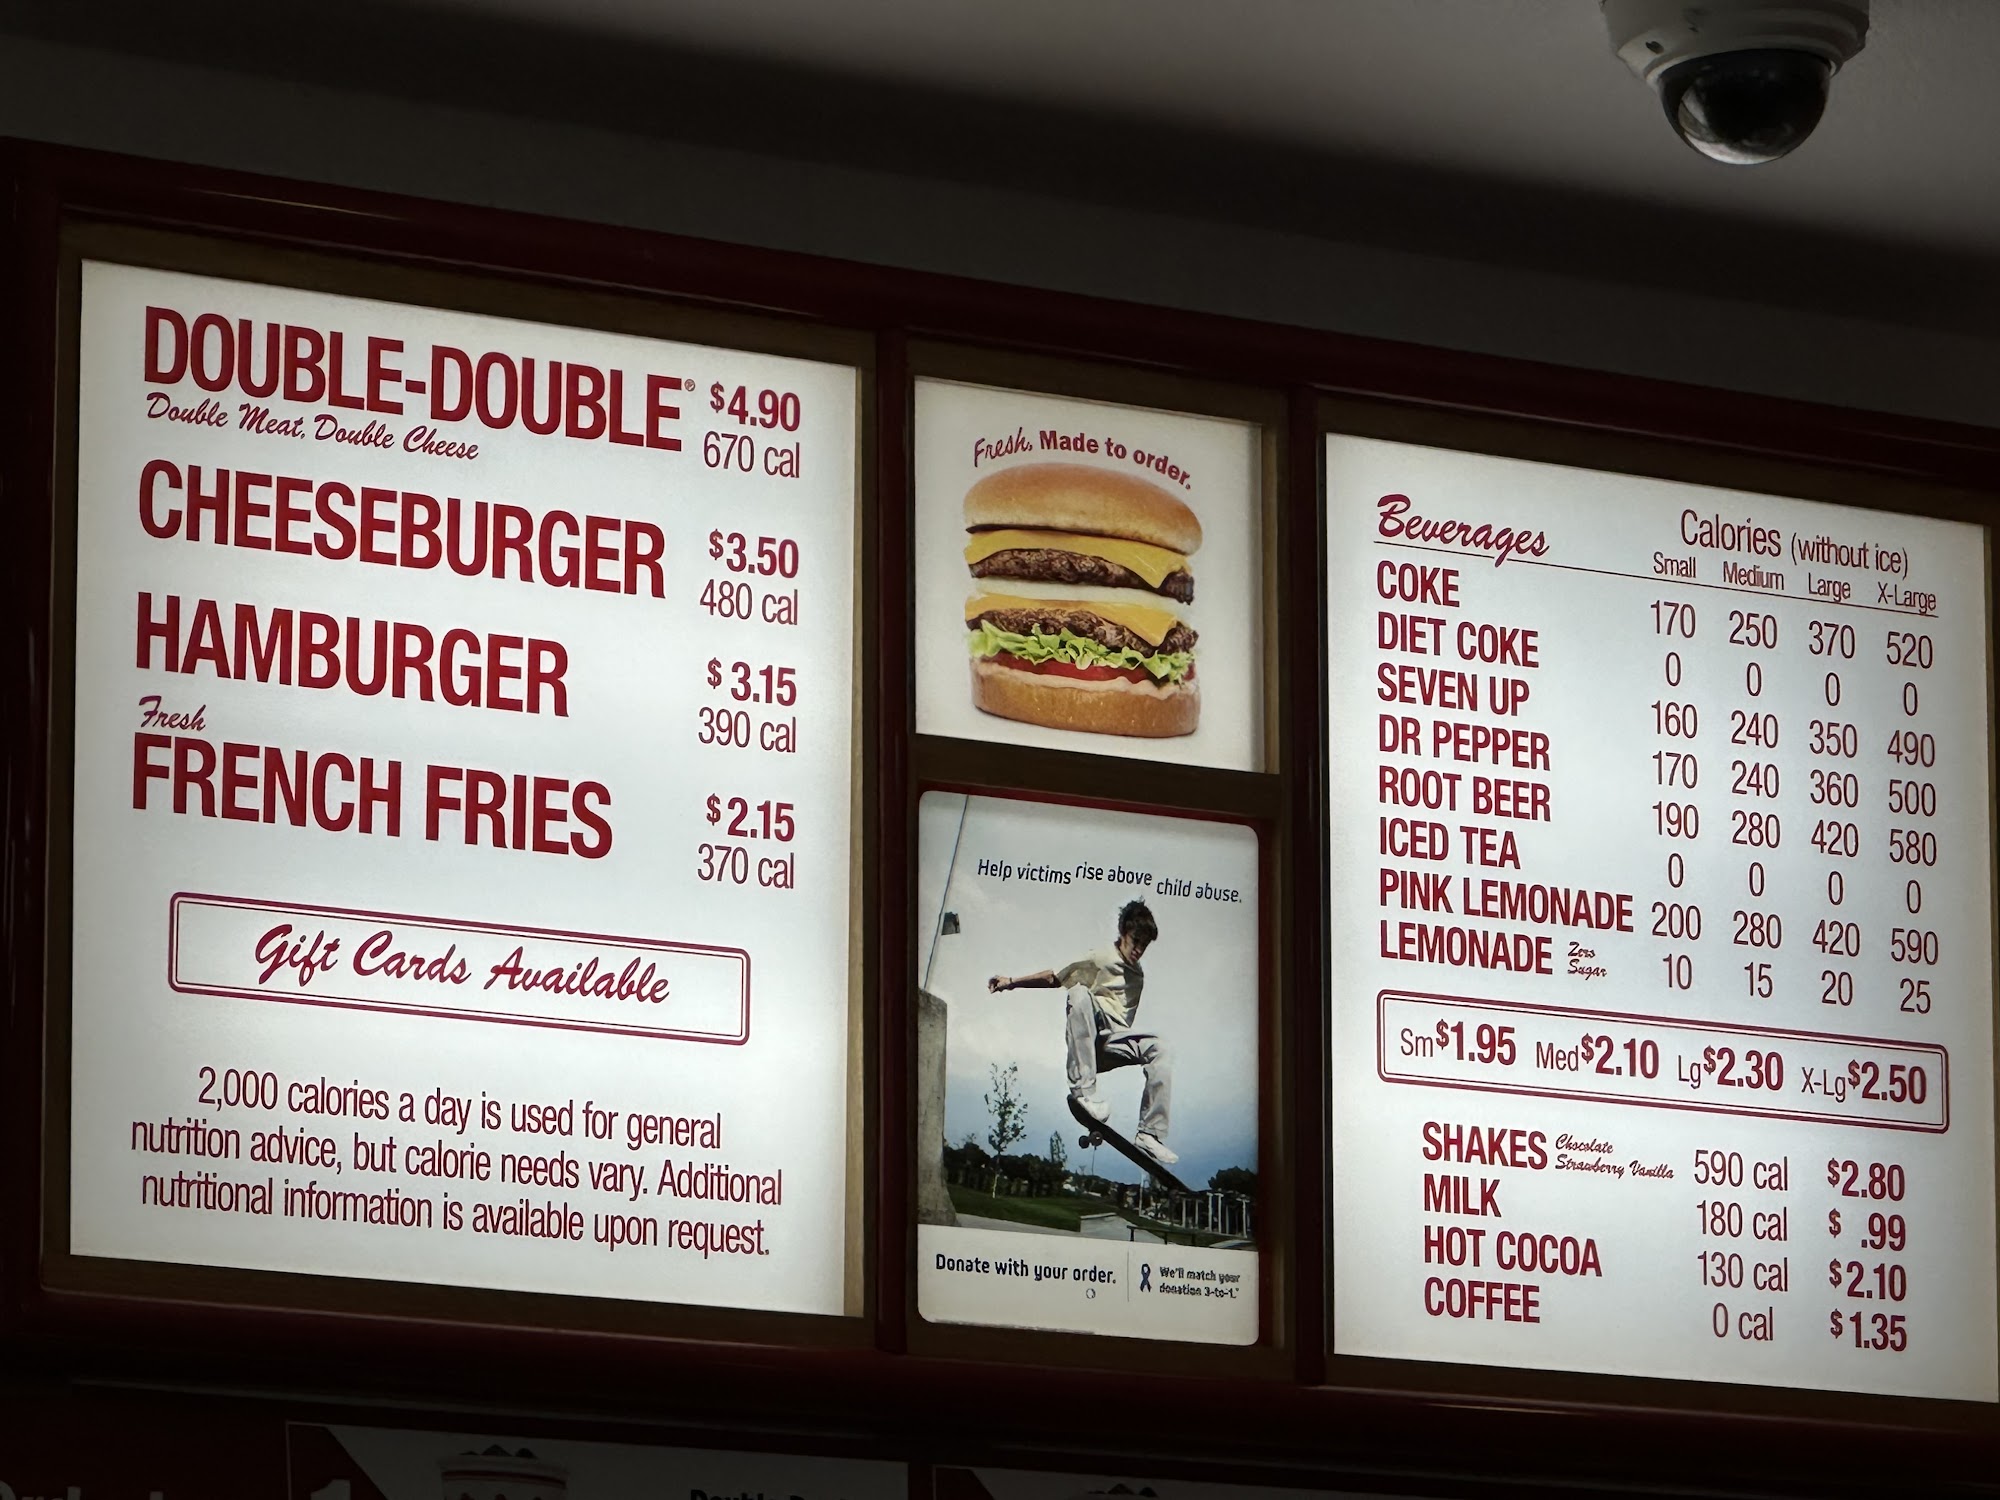 DOUBLE-DOUBLE® $4.90
Double Meat, Double Cheese 670 cal
CHEESEBURGER $3.50
480 cal
HAMBURGER $3.15
390 cal
Fresh
FRENCH FRIES $2.15
370 cal
Gift Cards Available
2,000 calories a day is used for general
nutrition advice, but calorie needs vary. Additional
nutritional information is available upon request.
Fresh, Made to order.
Help victims rise above child abuse.
Donate with your order.
We'll match your
donation 3-to-1.*
Beverages Calories (without ice)
Small Medium Large X-Large
COKE 170 250 370 520
DIET COKE 0 0 0 0
SEVEN UP 160 240 350 490
DR PEPPER 170 240 360 500
ROOT BEER 190 280 420 580
ICED TEA 0 0 0 0
PINK LEMONADE 200 280 420 590
LEMONADE Zero Sugar 10 15 20 25
Sm $1.95 Med $2.10 Lg $2.30 X-Lg $2.50
SHAKES Chocolate Strawberry Vanilla 590 cal $2.80
MILK 180 cal $ .99
HOT COCOA 130 cal $2.10
COFFEE 0 cal $1.35